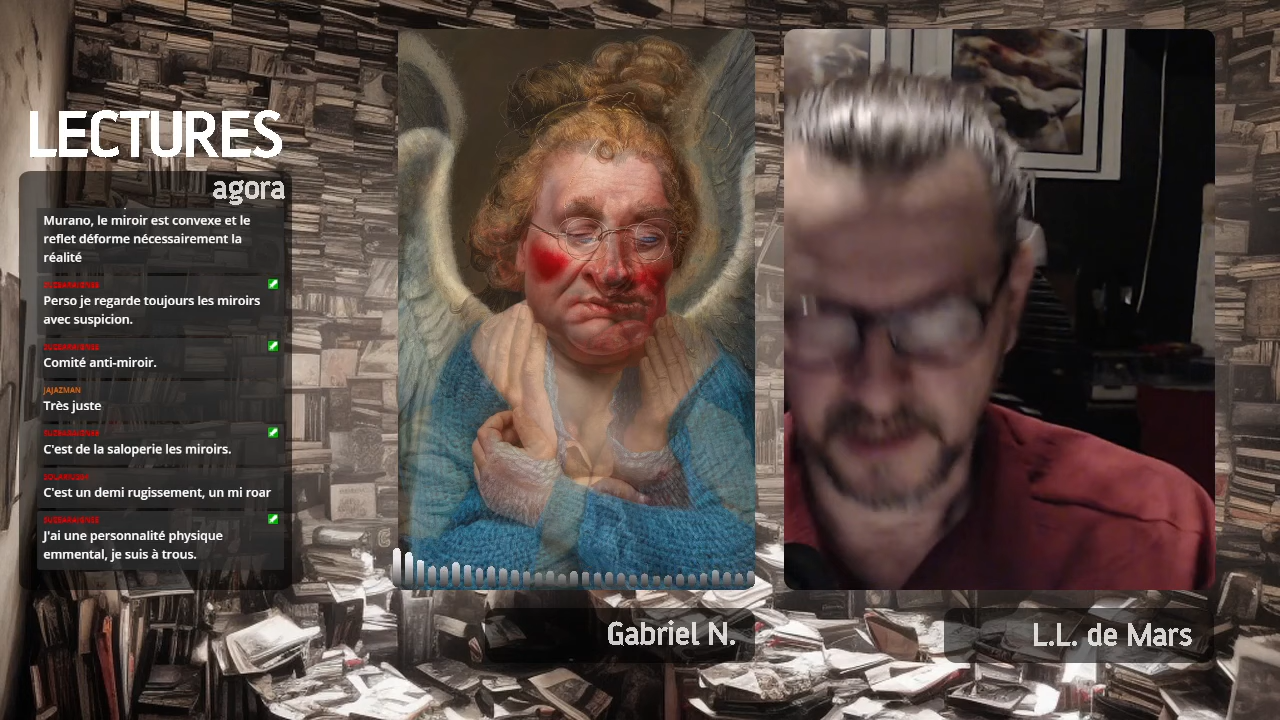 LECTURES
agora
Murano, le miroir est convexe et le
reflet déforme nécessairement la
réalité
Perso je regarde toujours les miroirs
avec suspicion.
Comité anti-miroir.
JAJAZMAN
Très juste
C'est de la saloperie les miroirs.
C'est un demi rugissement, un mi roar
J'ai une personnalité physique
emmental, je suis à trous.
Gabriel N.
L.L. de Mars